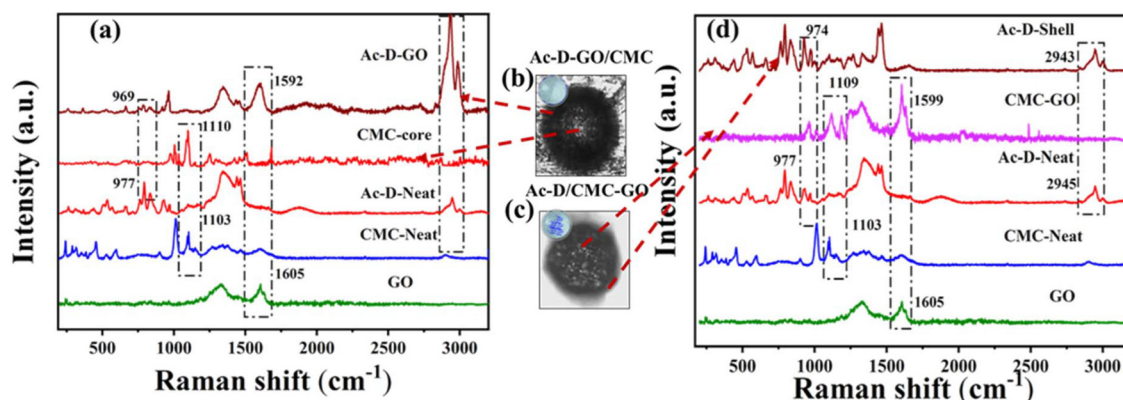 (a)
Ac-D-GO
969
1592
CMC-core
1110
977
Ac-D-Neat
1103
CMC-Neat
1605
GO
Intensity (a.u.)
500 1000 1500 2000 2500 3000
Raman shift (cm-1)
Ac-D-GO/CMC
(b)
Ac-D/CMC-GO
(c)
(d)
974
Ac-D-Shell
2943
1109
CMC-GO
1599
977
Ac-D-Neat
2945
1103
CMC-Neat
1605
GO
Intensity (a.u.)
500 1000 1500 2000 2500 3000
Raman shift (cm-1)